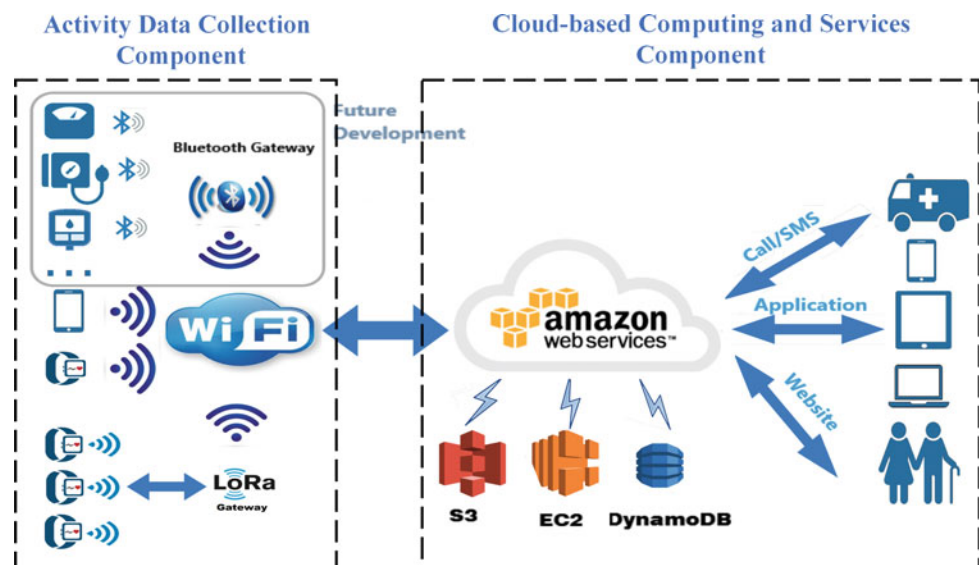 Activity Data Collection
Component
Cloud-based Computing and Services
Component
Future
Development
Bluetooth Gateway
WiFi
LoRa
Gateway
amazon
web services™
S3
EC2
DynamoDB
Call/SMS
Application
Website